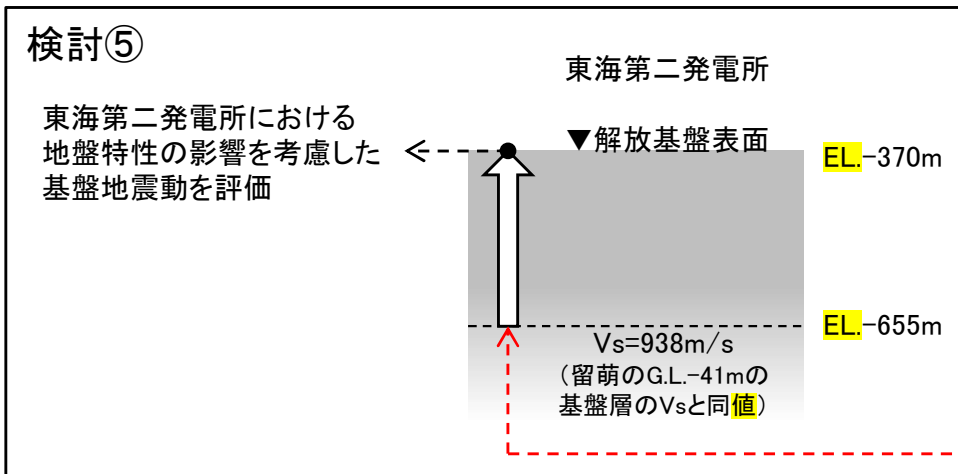 検討⑤
東海第二発電所
東海第二発電所における
地盤特性の影響を考慮した
基盤地震動を評価
▼解放基盤表面
EL.-370m
EL.-655m
Vs=938m/s
(留萌のG.L.-41mの
基盤層のVsと同値)